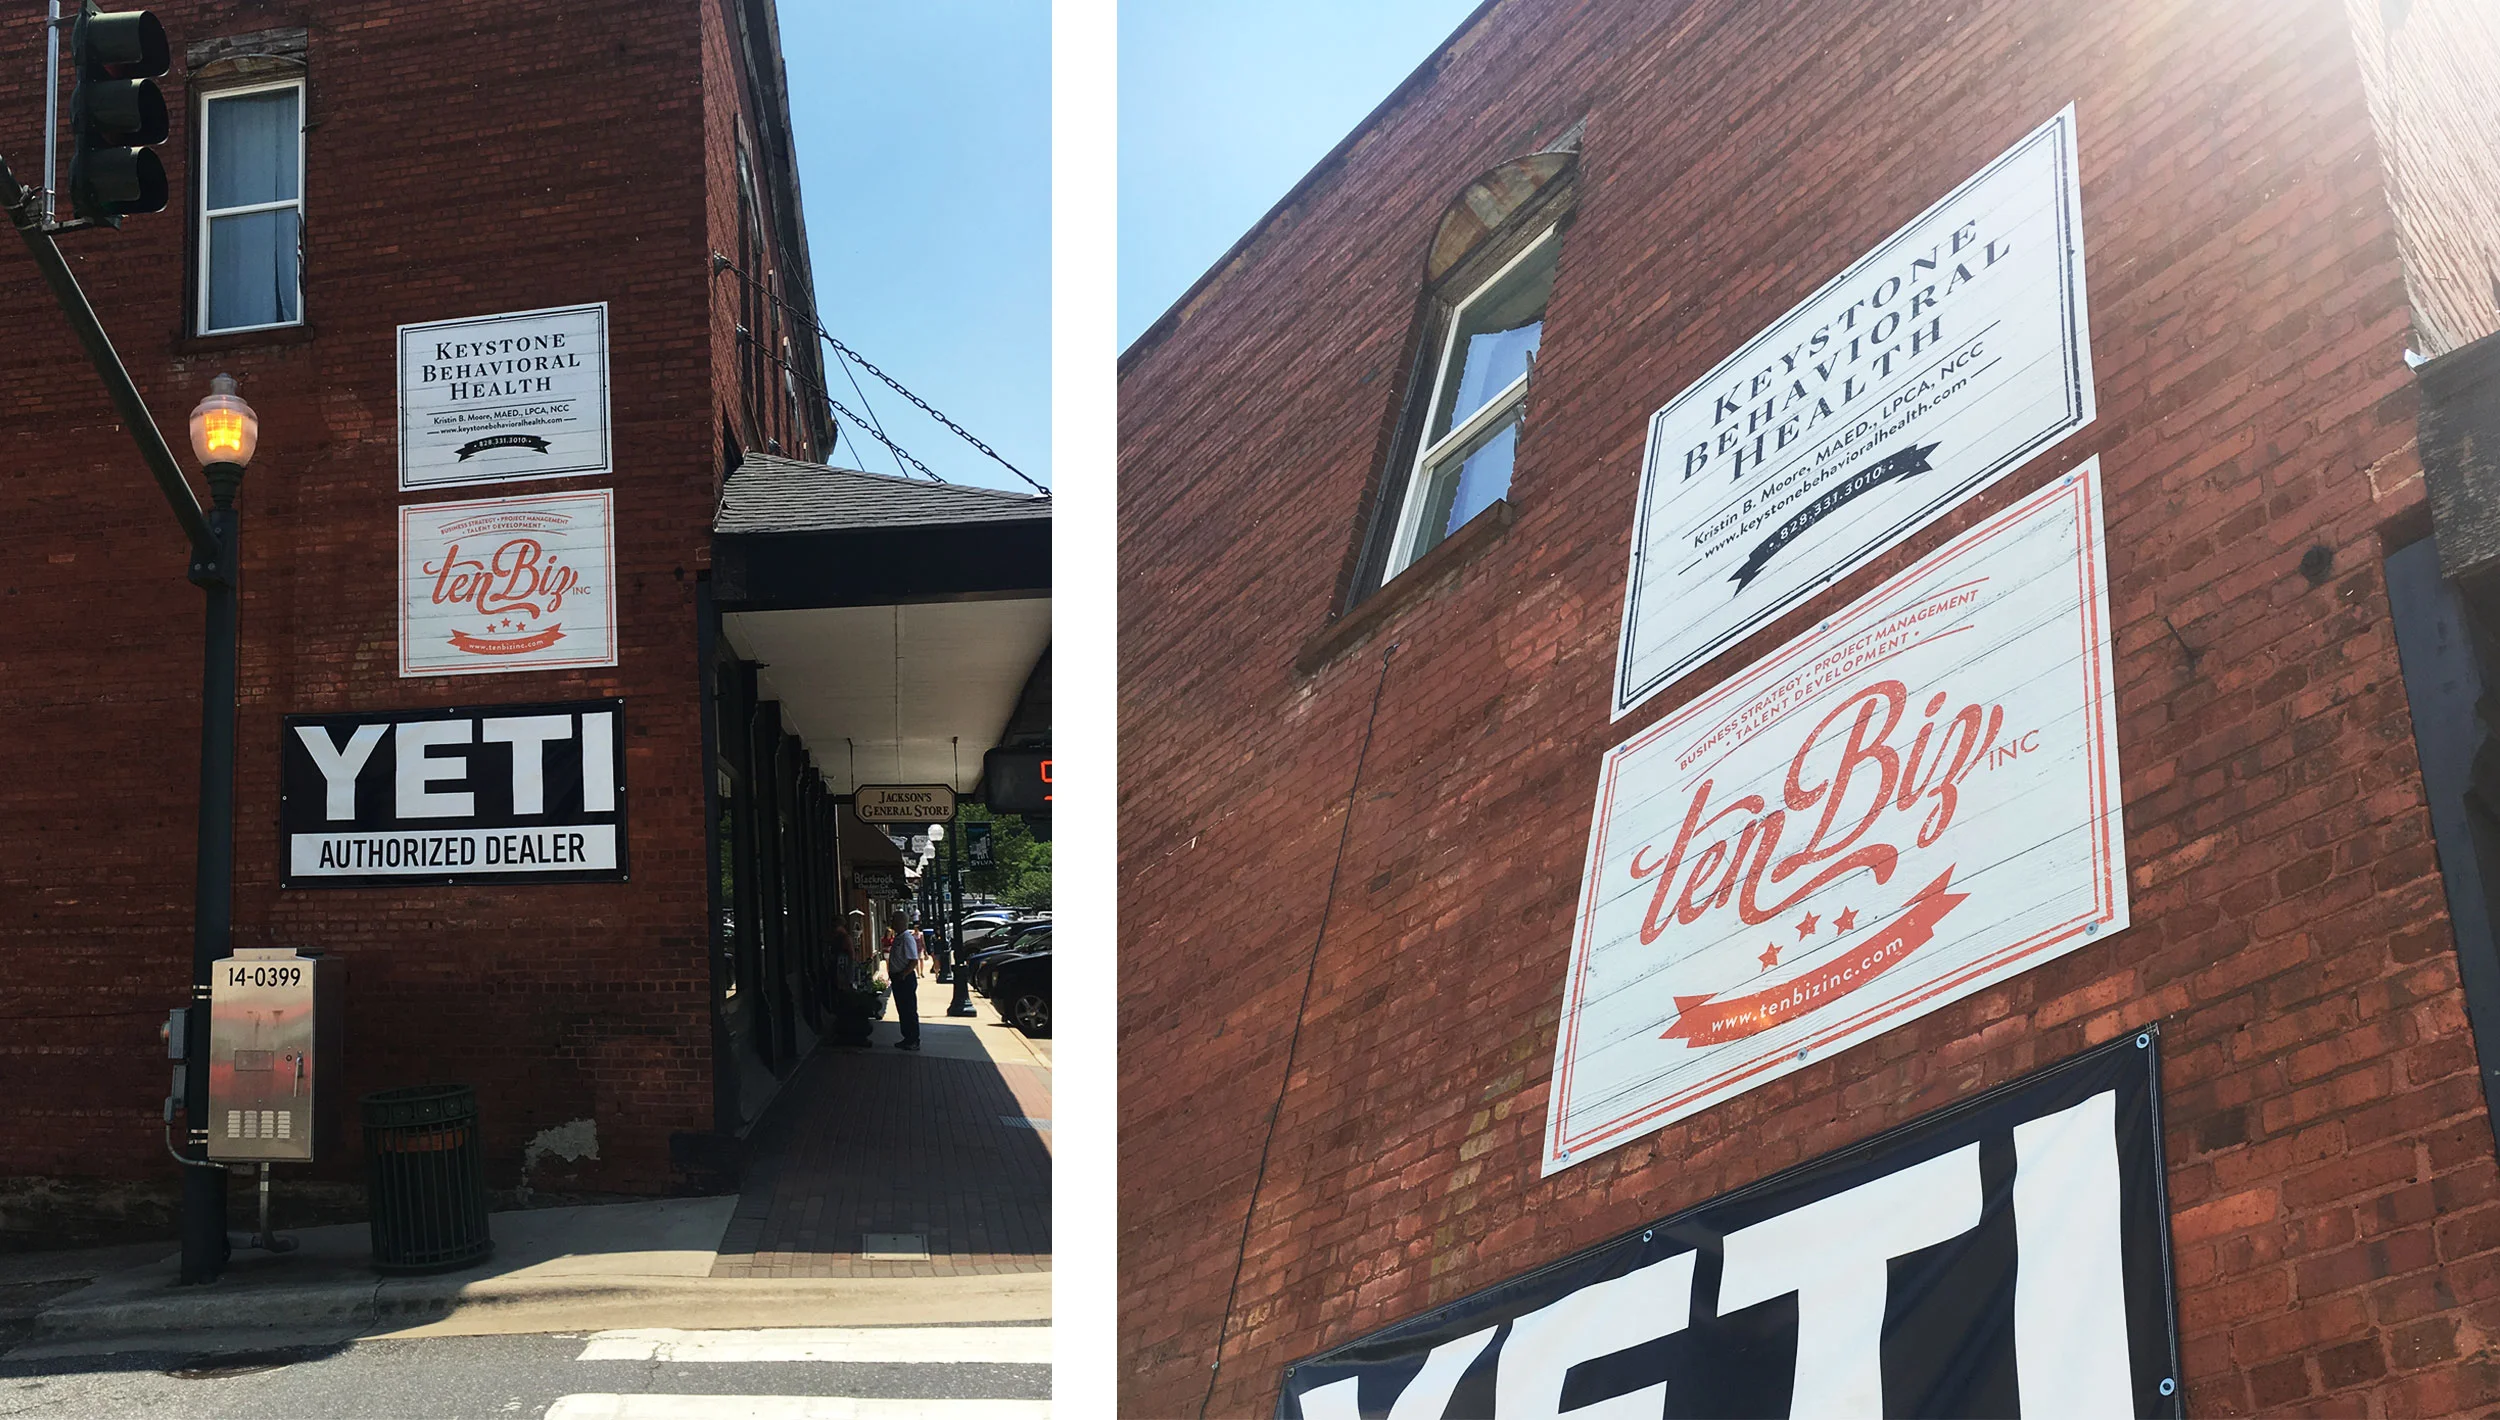 KEYSTONE
BEHAVIORAL
HEALTH
Kristin B. Moore, MAED., LPCA, NCC
www.keystonebehavioralhealth.com
828.331.3010
BUSINESS STRATEGY • PROJECT MANAGEMENT
• TALENT DEVELOPMENT •
tenBiz INC
www.tenbizinc.com
YETI
AUTHORIZED DEALER
JACKSON'S
GENERAL STORE
SYLVA
Blackrock
14-0399
KEYSTONE
BEHAVIORAL
HEALTH
Kristin B. Moore, MAED., LPCA, NCC
www.keystonebehavioralhealth.com
• 828.331.3010 •
BUSINESS STRATEGY • PROJECT MANAGEMENT
• TALENT DEVELOPMENT •
tenBiz INC
www.tenbizinc.com
YETI